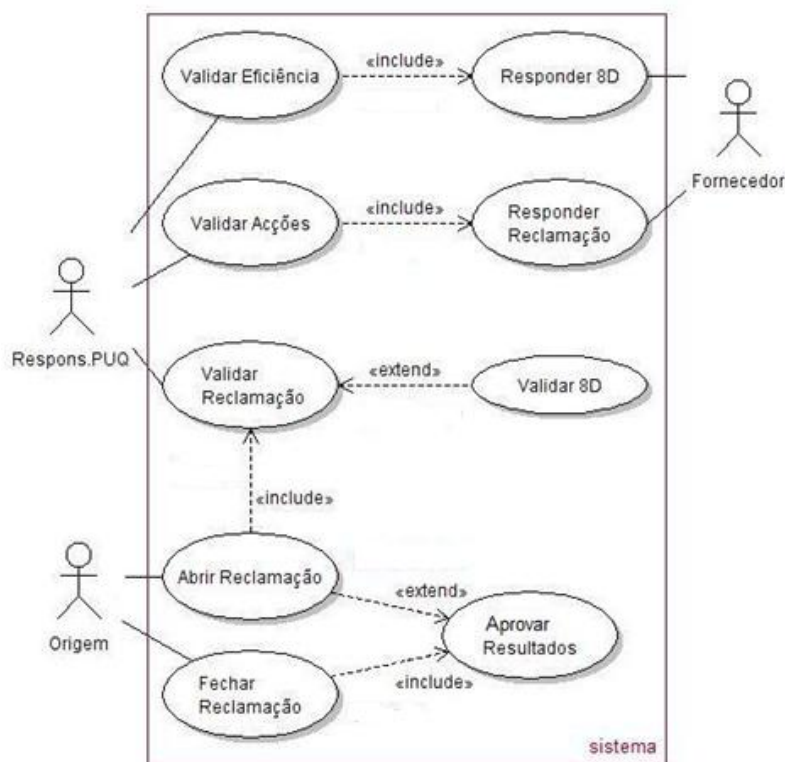 Validar Eficiência
«include»
Responder 8D
Fornecedor
Validar Acções
«include»
Responder
Reclamação
Respons.PUQ
Validar
Reclamação
«extend»
Validar 8D
«include»
Abrir Reclamação
«extend»
Origem
Aprovar
Resultados
Fechar
Reclamação
«include»
sistema